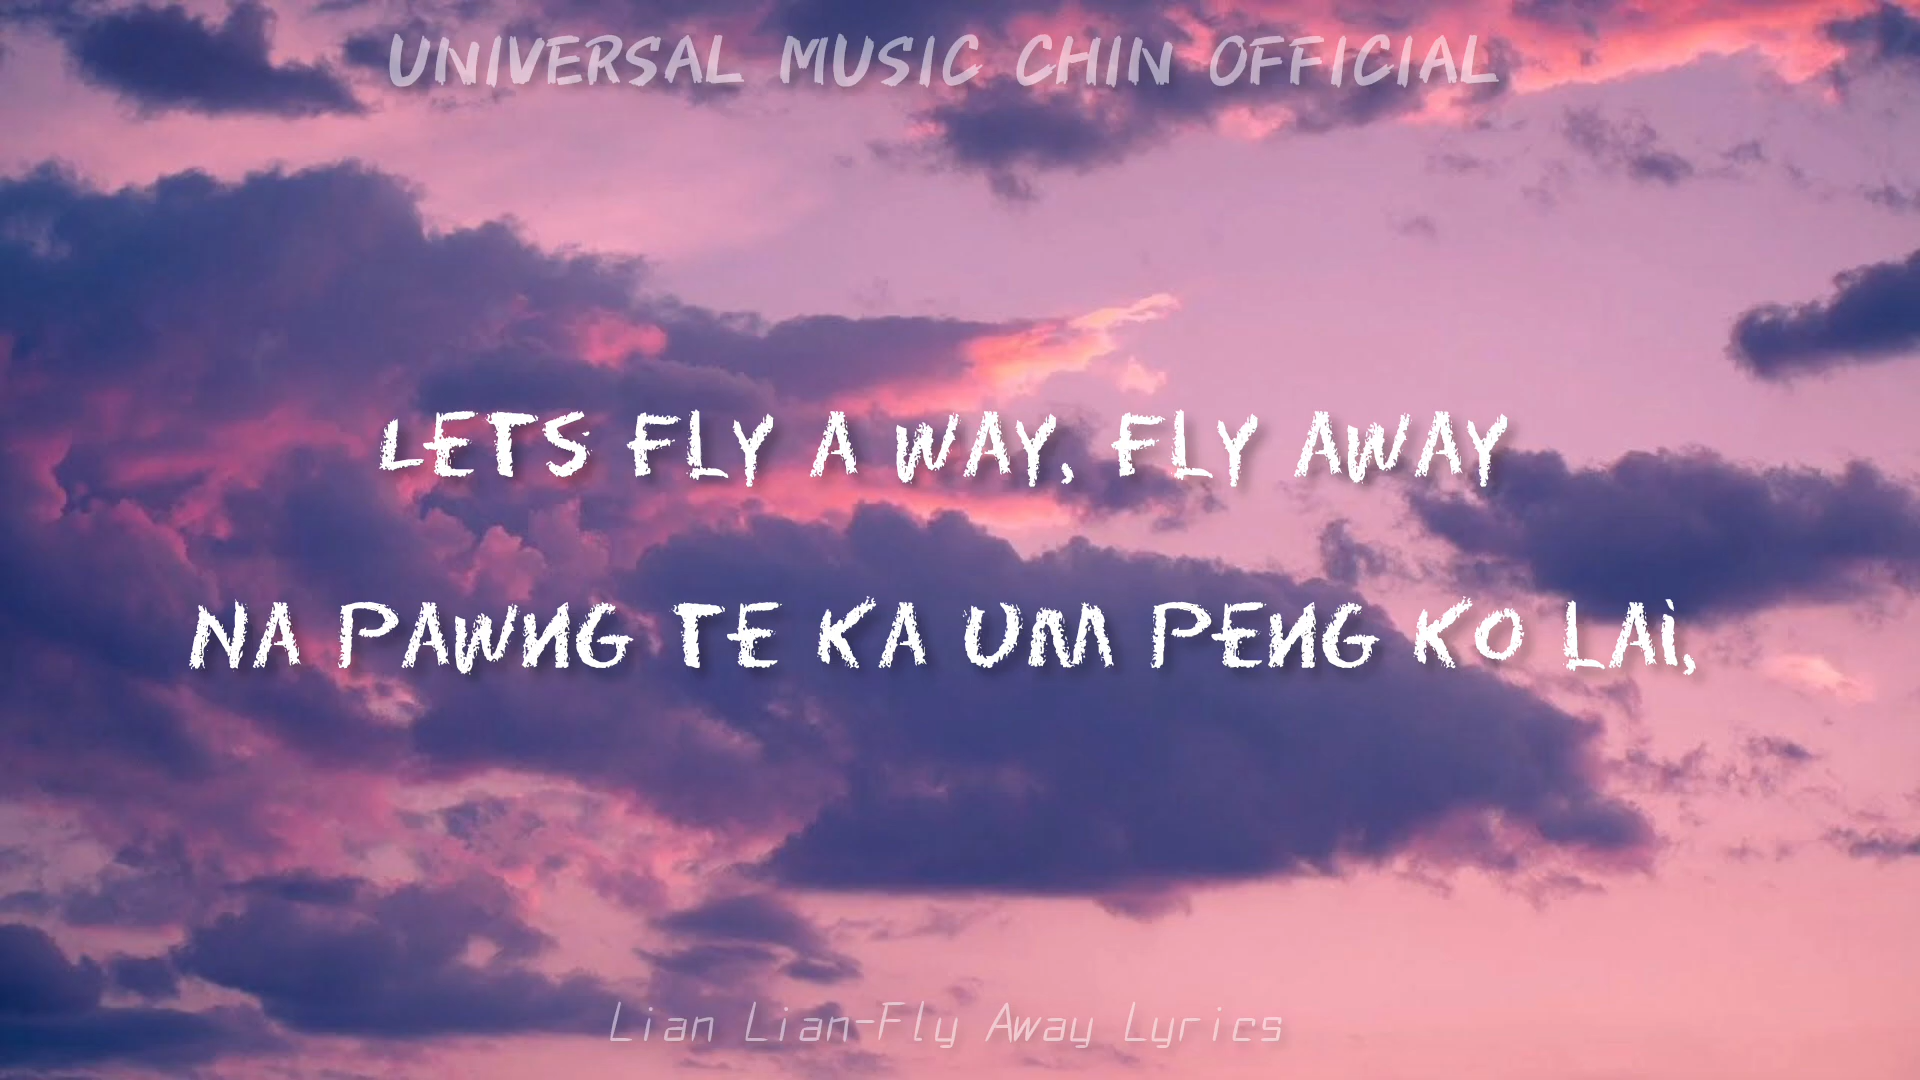 UNIVERSAL MUSIC CHIN OFFICIAL
LETS FLY A WAY, FLY AWAY
NA PAWNG TE KA UM PENG KO LAi,
Lian Lian-Fly Away Lyrics